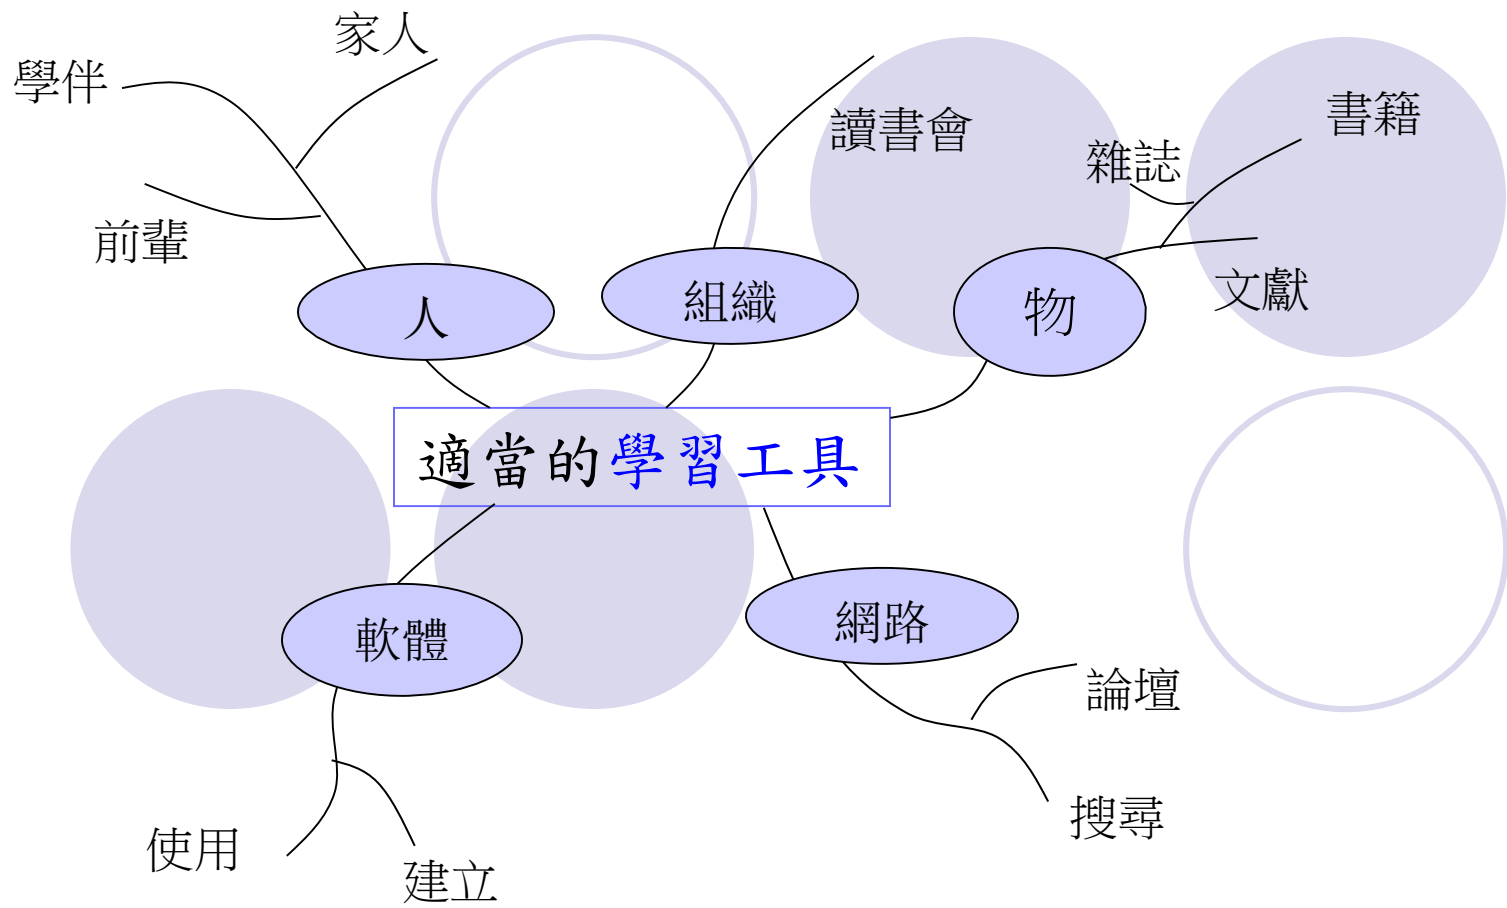 家人
學伴
讀書會
書籍
雜誌
前輩
文獻
人
組織
物
適當的學習工具
軟體
網路
論壇
搜尋
使用
建立